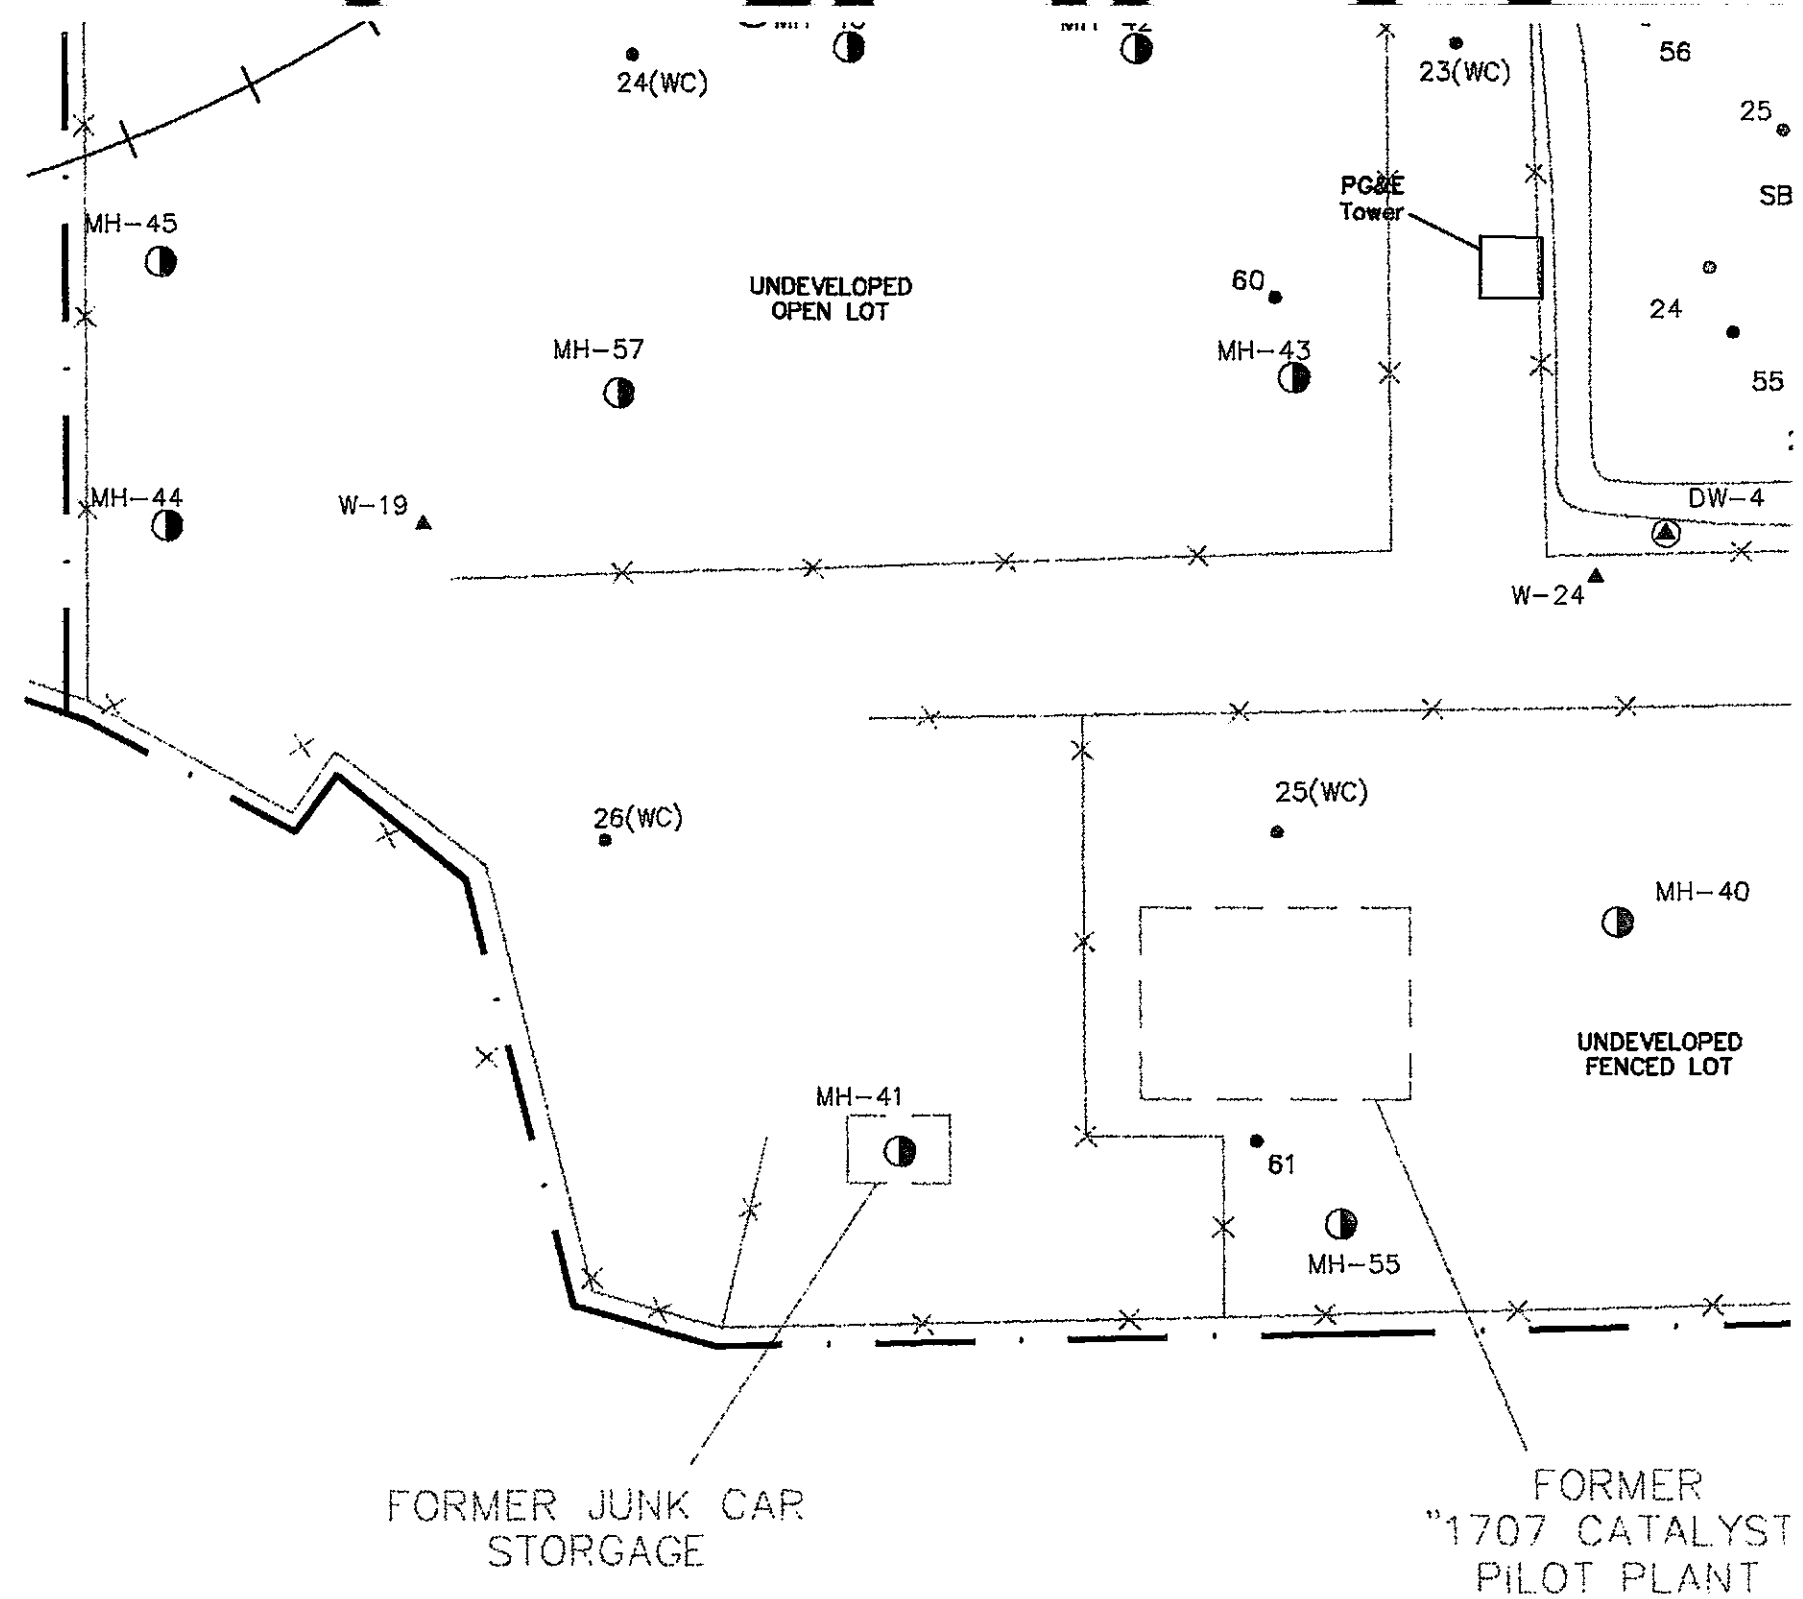 42
56
24(WC)
23(WC)
25
PG&E
Tower
SB
MH-45
UNDEVELOPED
OPEN LOT
60
24
MH-57
MH-43
55
MH-44
W-19
DW-4
W-24
26(WC)
25(WC)
MH-40
UNDEVELOPED
FENCED LOT
MH-41
61
MH-55
FORMER JUNK CAR
STORGAGE
FORMER
"1707 CATALYST
PILOT PLANT